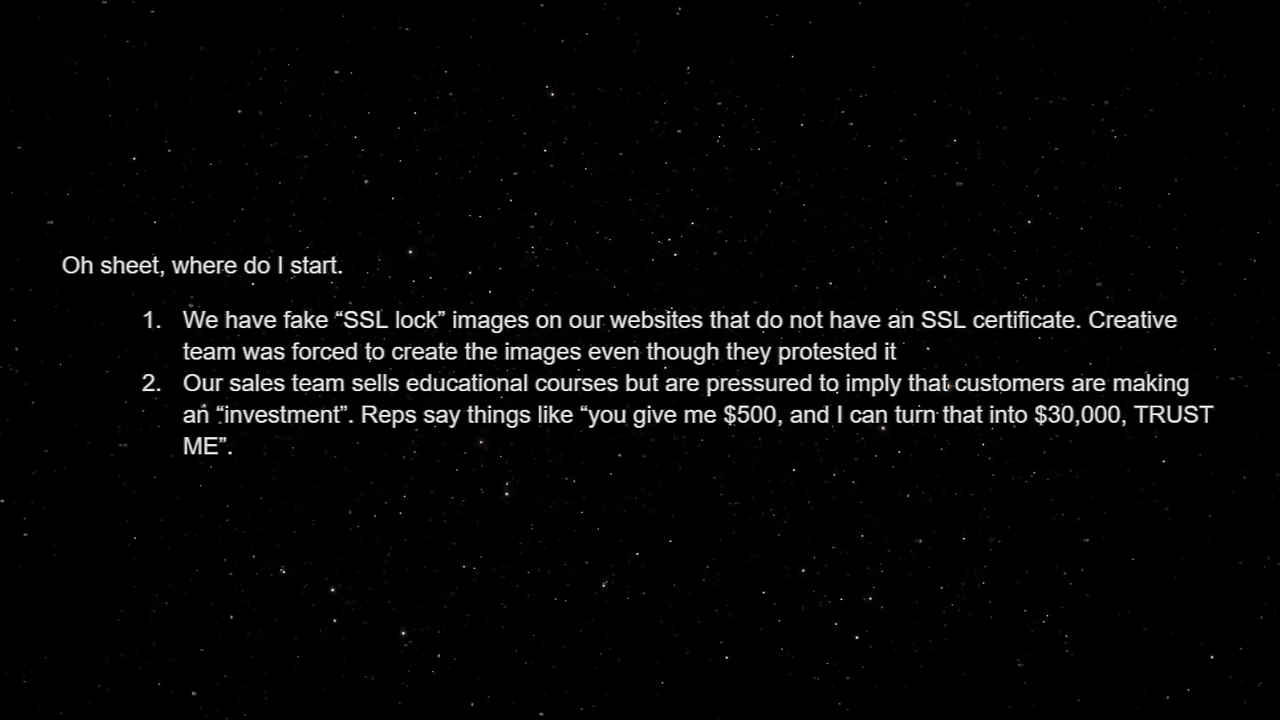 Oh sheet, where do I start.
1. We have fake “SSL lock” images on our websites that do not have an SSL certificate. Creative
team was forced to create the images even though they protested it
2. Our sales team sells educational courses but are pressured to imply that customers are making
an “investment”. Reps say things like “you give me $500, and I can turn that into $30,000, TRUST
ME”.